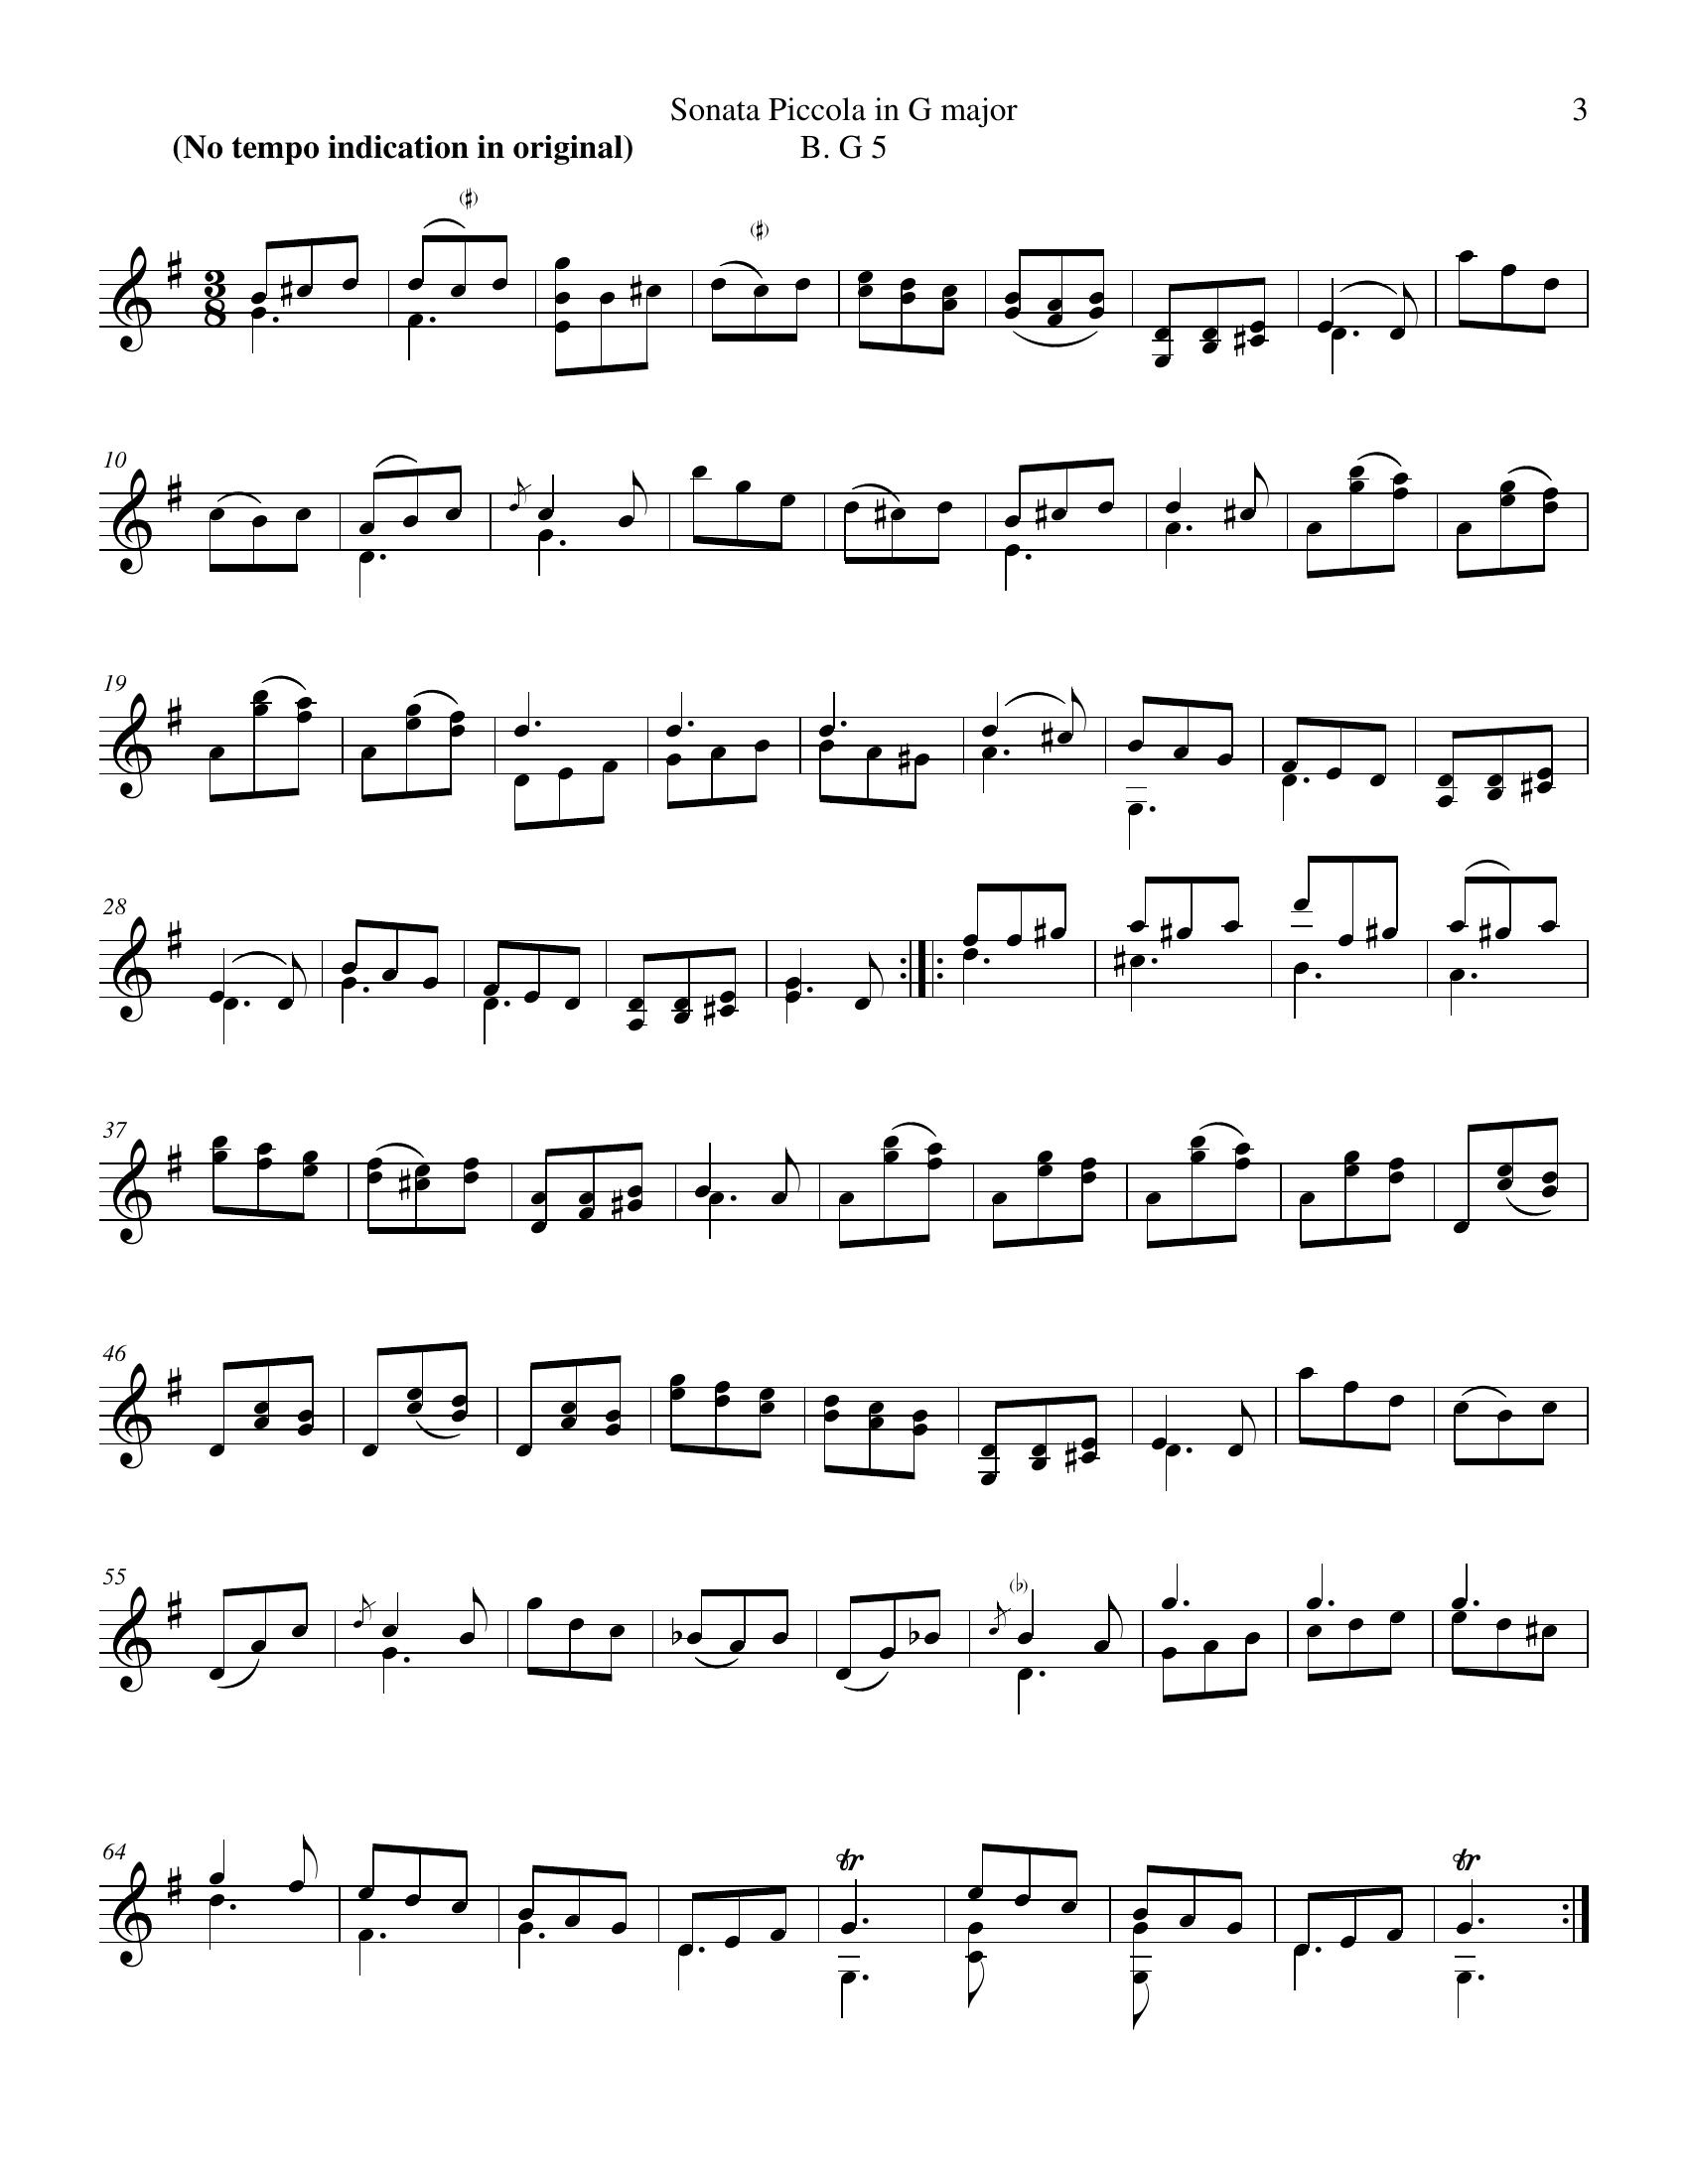 Sonata Piccola in G major
3
(No tempo indication in original)
B. G 5
3
8
10
19
28
37
46
55
64
tr
tr